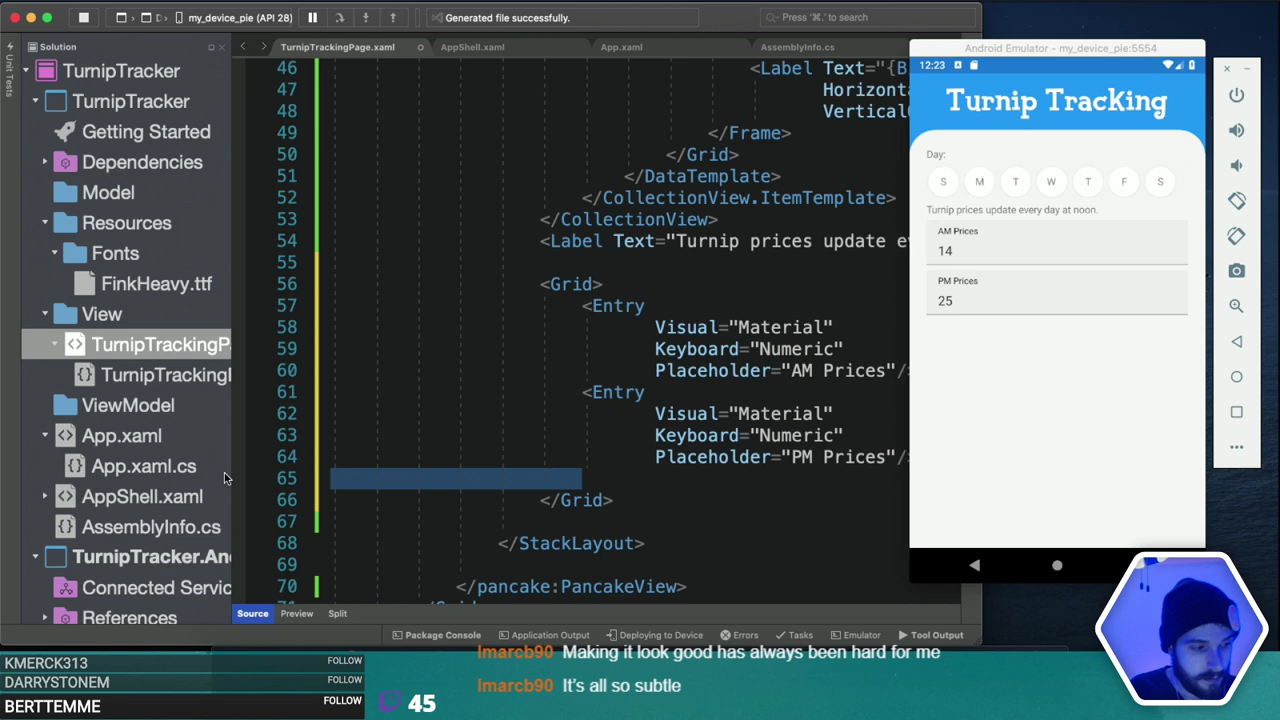 my_device_pie (API 28)
Generated file successfully.
Press '⌘.' to search
Unit Tests
Solution
TurnipTrackingPage.xaml
AppShell.xaml
App.xaml
AssemblyInfo.cs
TurnipTracker
TurnipTracker
Getting Started
Dependencies
Model
Resources
Fonts
FinkHeavy.ttf
View
TurnipTrackingP
TurnipTracking
ViewModel
App.xaml
App.xaml.cs
AppShell.xaml
AssemblyInfo.cs
TurnipTracker.An
Connected Servic
References
46 <Label Text="{B
47 Horizonta
48 Vertical
49 </Frame>
50 </Grid>
51 </DataTemplate>
52 </CollectionView.ItemTemplate>
53 </CollectionView>
54 <Label Text="Turnip prices update ev
55
56 <Grid>
57 <Entry
58 Visual="Material"
59 Keyboard="Numeric"
60 Placeholder="AM Prices"/
61 <Entry
62 Visual="Material"
63 Keyboard="Numeric"
64 Placeholder="PM Prices"/
65
66 </Grid>
67
68 </StackLayout>
69
70 </pancake:PancakeView>
Source Preview Split
Package Console Application Output Deploying to Device Errors Tasks Emulator Tool Output
Android Emulator - my_device_pie:5554
12:23
Turnip Tracking
Day:
S M T W T F S
Turnip prices update every day at noon.
AM Prices
14
PM Prices
25
KMERCK313 FOLLOW
DARRYSTONEM FOLLOW
BERTTEMME FOLLOW
45
lmarcb90 Making it look good has always been hard for me
lmarcb90 It's all so subtle